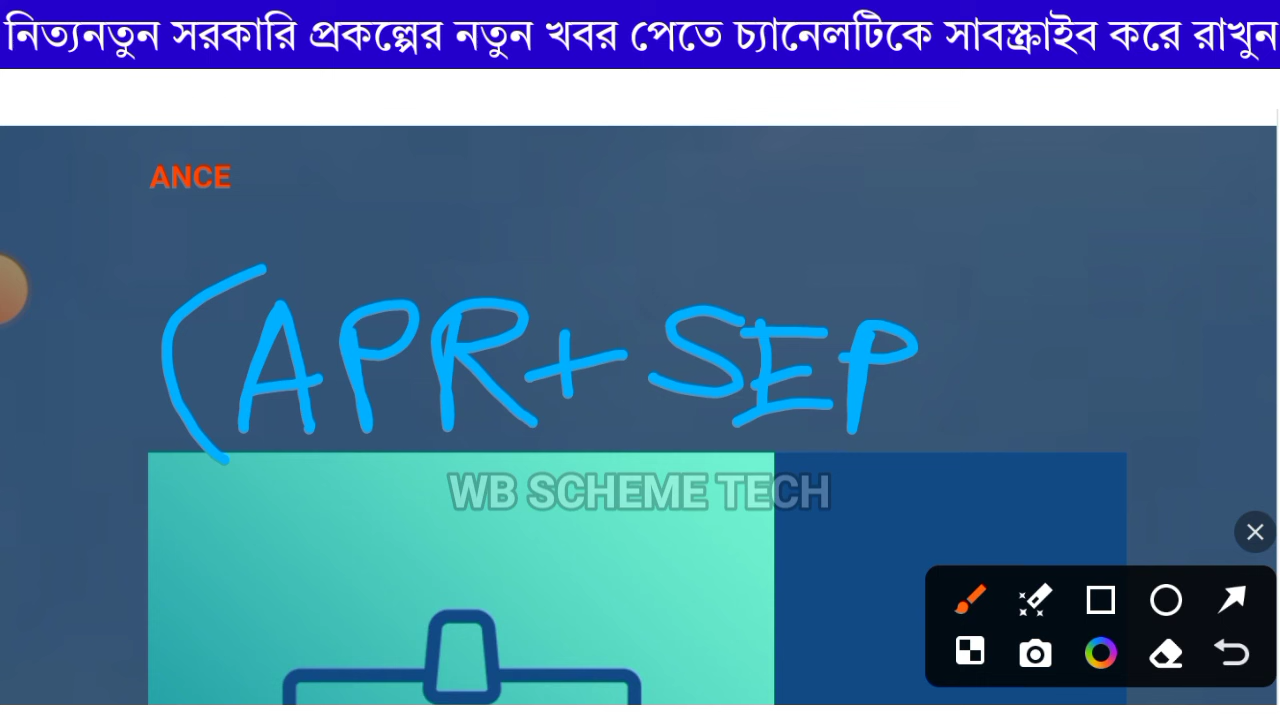 নিত্যনতুন সরকারি প্রকল্পের নতুন খবর পেতে চ্যানেলটিকে সাবস্ক্রাইব করে রাখুন
ANCE
(APR+SEP
WB SCHEME TECH